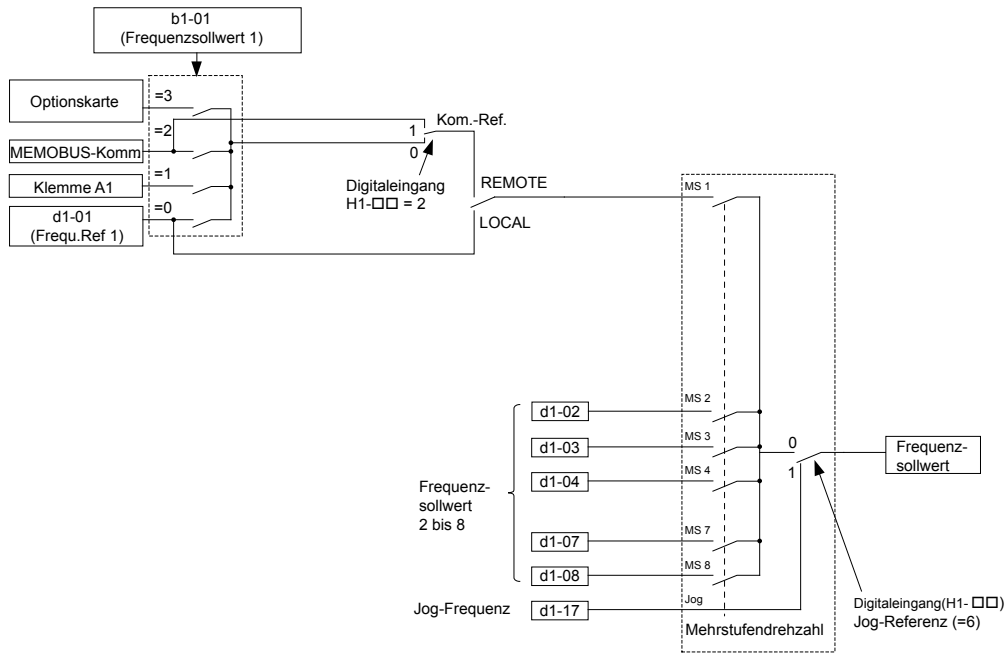 b1-01
(Frequenzsollwert 1)
Optionskarte
=3
=2
MEMOBUS-Komm
=1
Klemme A1
=0
d1-01
(Frequ.Ref 1)
Kom.-Ref.
1
0
Digitaleingang
H1-□□ = 2
REMOTE
LOCAL
MS 1
MS 2
d1-02
MS 3
d1-03
MS 4
d1-04
MS 7
d1-07
MS 8
d1-08
Frequenz-
sollwert
2 bis 8
0
1
Frequenz-
sollwert
Jog-Frequenz
d1-17
Jog
Mehrstufendrehzahl
Digitaleingang(H1- □□)
Jog-Referenz (=6)